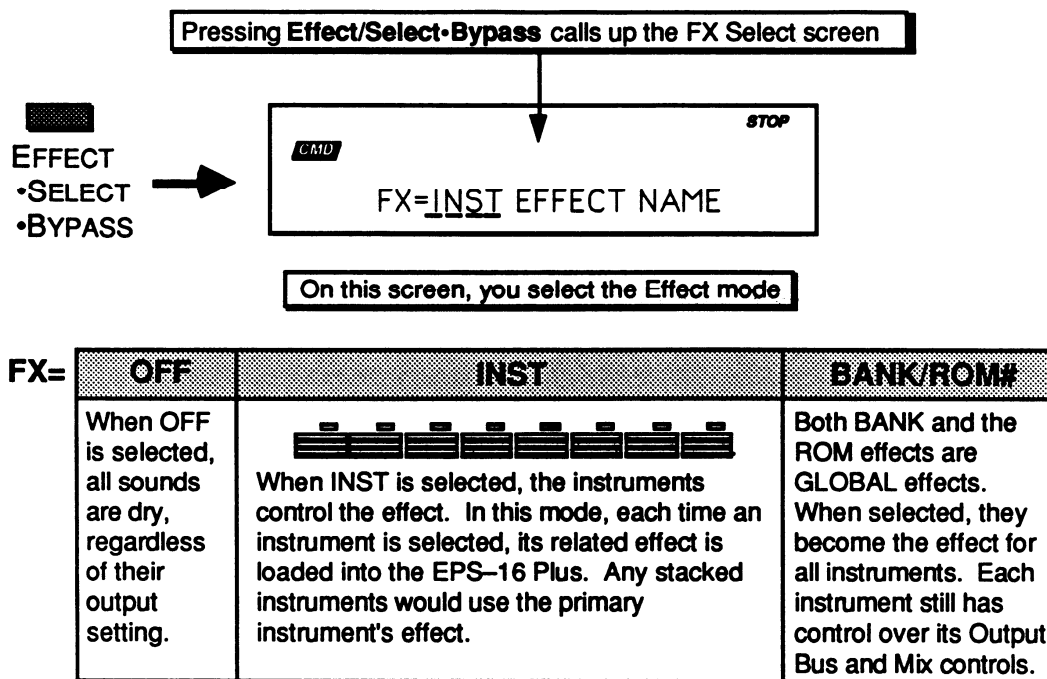 Pressing Effect/Select•Bypass calls up the FX Select screen
STOP
CMD
EFFECT
•SELECT
•BYPASS
FX=INST EFFECT NAME
On this screen, you select the Effect mode
FX=
OFF
INST
BANK/ROM#
When OFF
is selected,
all sounds
are dry,
regardless
of their
output
setting.
When INST is selected, the instruments
control the effect. In this mode, each time an
instrument is selected, its related effect is
loaded into the EPS–16 Plus. Any stacked
instruments would use the primary
instrument's effect.
Both BANK and the
ROM effects are
GLOBAL effects.
When selected, they
become the effect for
all instruments. Each
instrument still has
control over its Output
Bus and Mix controls.